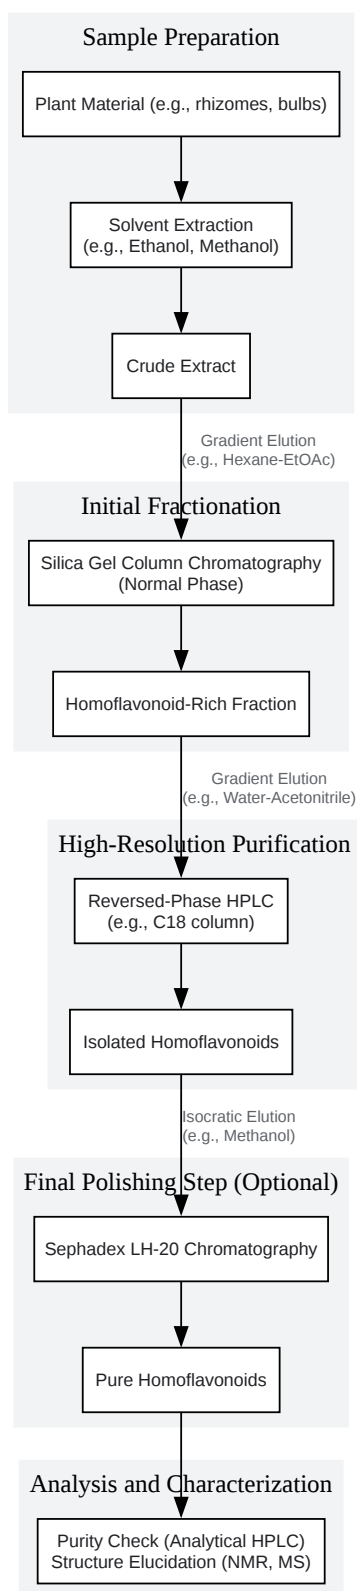 Sample Preparation
Plant Material (e.g., rhizomes, bulbs)
Solvent Extraction
(e.g., Ethanol, Methanol)
Crude Extract
Gradient Elution
(e.g., Hexane-EtOAc)
Initial Fractionation
Silica Gel Column Chromatography
(Normal Phase)
Homoflavonoid-Rich Fraction
Gradient Elution
(e.g., Water-Acetonitrile)
High-Resolution Purification
Reversed-Phase HPLC
(e.g., C18 column)
Isolated Homoflavonoids
Isocratic Elution
(e.g., Methanol)
Final Polishing Step (Optional)
Sephadex LH-20 Chromatography
Pure Homoflavonoids
Analysis and Characterization
Purity Check (Analytical HPLC)
Structure Elucidation (NMR, MS)